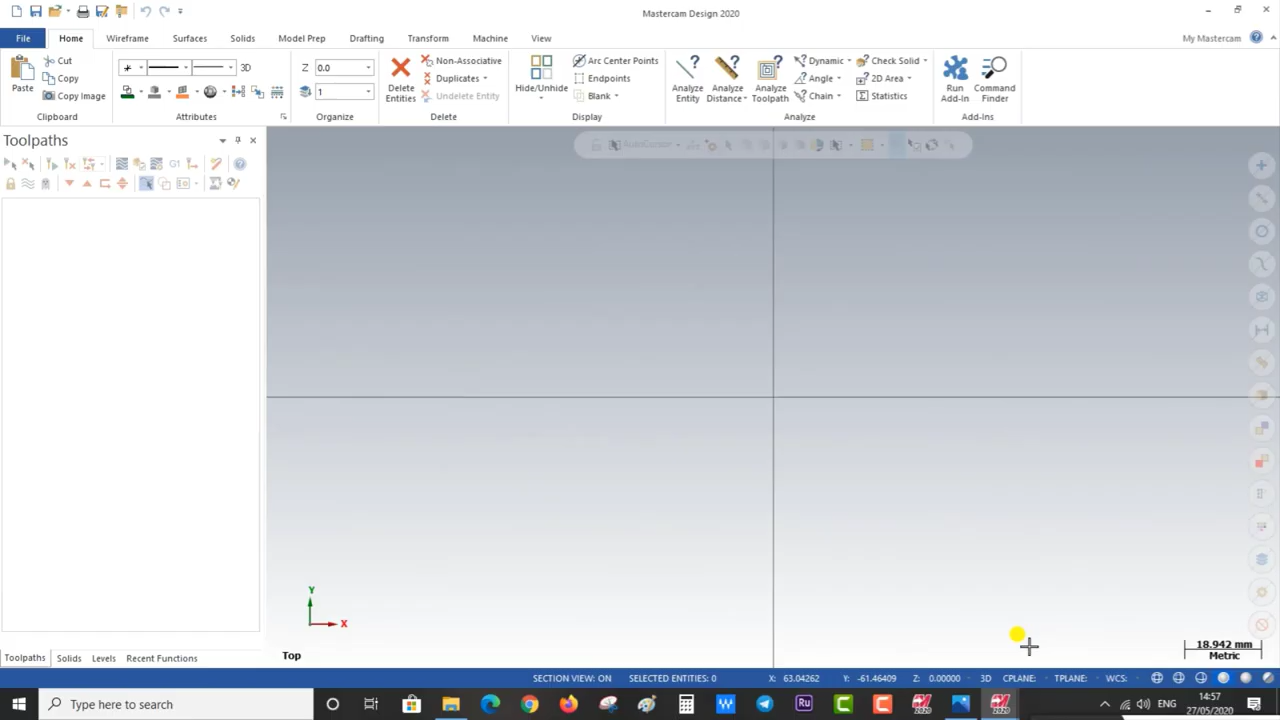 Mastercam Design 2020
File Home Wireframe Surfaces Solids Model Prep Drafting Transform Machine View My Mastercam
Paste
Cut
Copy
Copy Image
Clipboard
3D
Attributes
Z 0.0
1
Organize
Delete Entities
Non-Associative
Duplicates
Undelete Entity
Delete
Hide/Unhide
Arc Center Points
Endpoints
Blank
Display
Analyze Entity
Analyze Distance
Analyze Toolpath
Dynamic
Angle
Chain
Check Solid
2D Area
Statistics
Analyze
Run Add-In
Command Finder
Add-Ins
Toolpaths
G1
AutoCursor
Y
X
Top
18.942 mm
Metric
Toolpaths Solids Levels Recent Functions
SECTION VIEW: ON SELECTED ENTITIES: 0 X: 63.04262 Y: -61.46409 Z: 0.00000 3D CPLANE: TPLANE: WCS:
Type here to search
Ru
ENG
14:57
27/05/2020